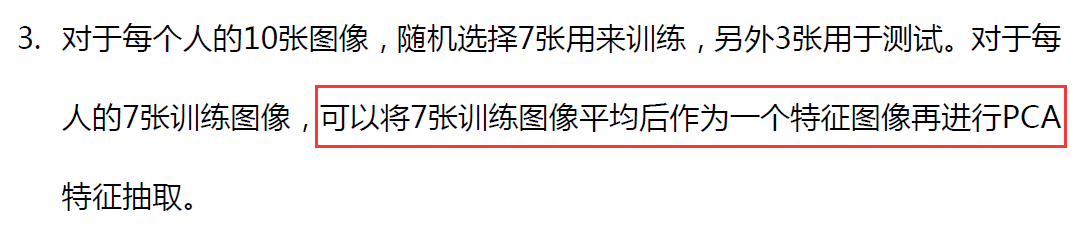 3. 对于每个人的10张图像，随机选择7张用来训练，另外3张用于测试。对于每
人的7张训练图像，可以将7张训练图像平均后作为一个特征图像再进行PCA
特征抽取。